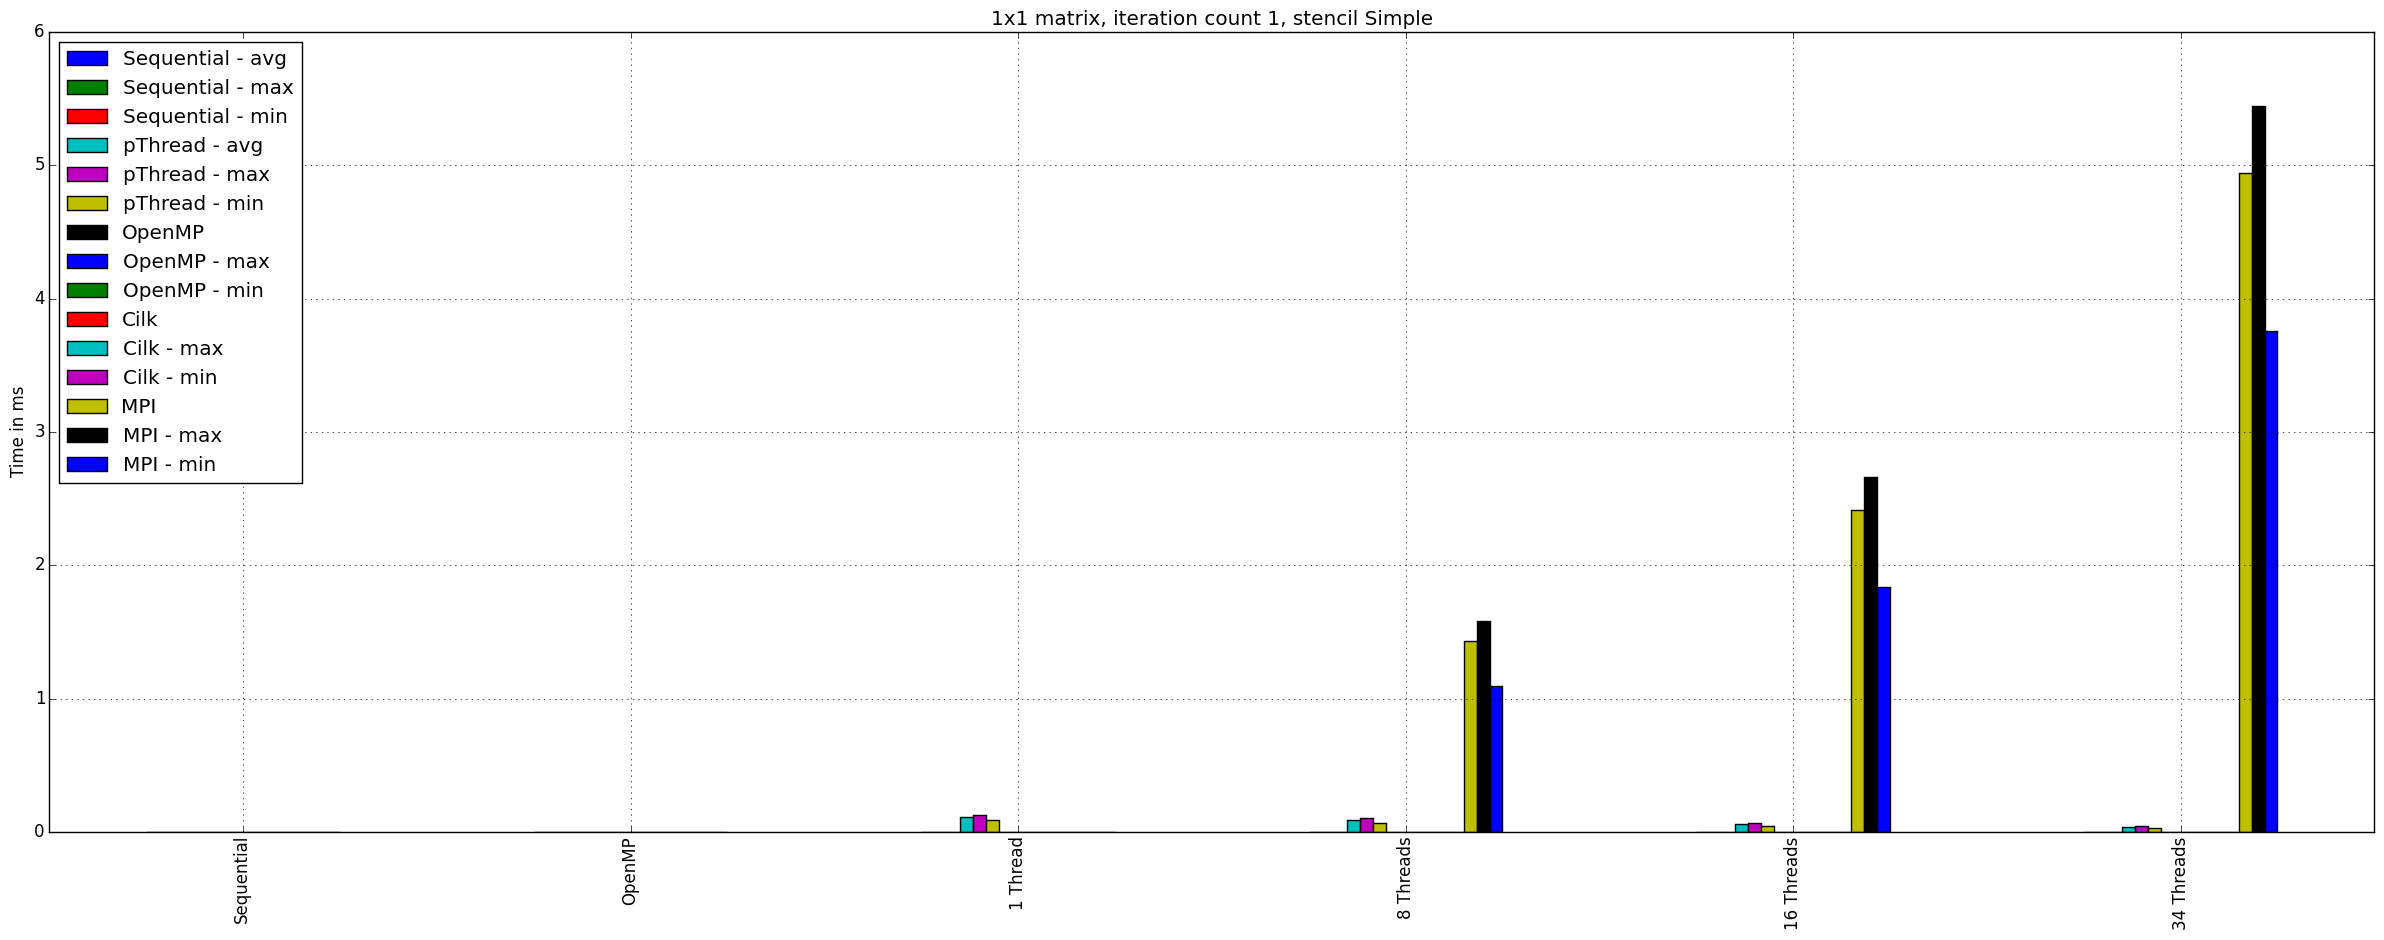 1x1 matrix, iteration count 1, stencil Simple
6
5
4
3
2
1
0
Time in ms
Sequential - avg
Sequential - max
Sequential - min
pThread - avg
pThread - max
pThread - min
OpenMP
OpenMP - max
OpenMP - min
Cilk
Cilk - max
Cilk - min
MPI
MPI - max
MPI - min
Sequential
OpenMP
1 Thread
8 Threads
16 Threads
34 Threads